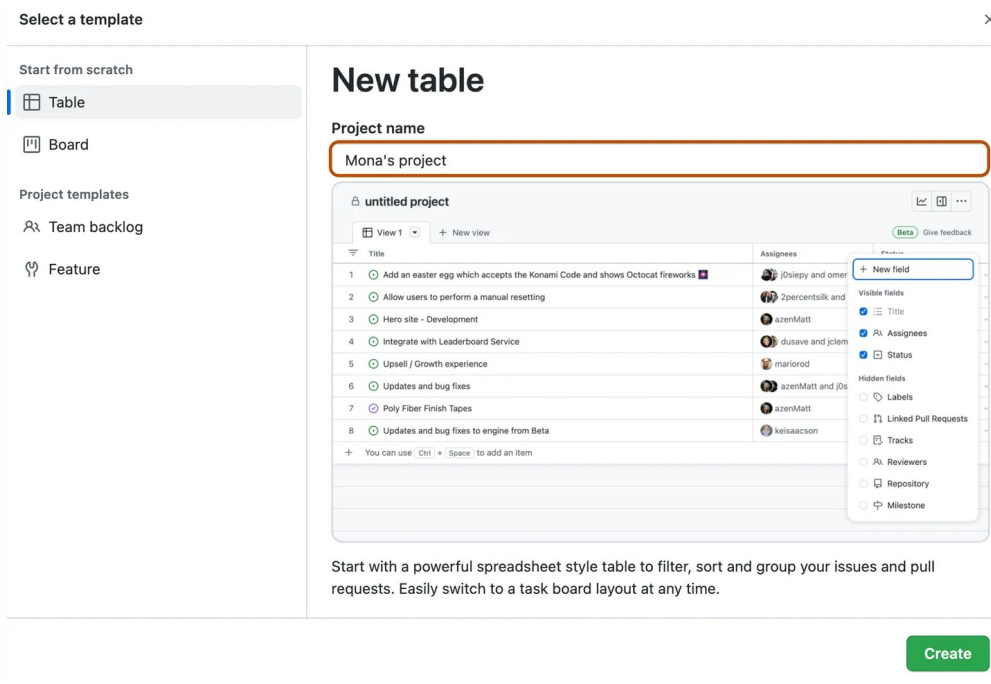 Select a template
Start from scratch
Table
Board
Project templates
Team backlog
Feature
New table
Project name
Mona's project
untitled project
View 1
New view
Beta Give feedback
Title Assignees Status
1 Add an easter egg which accepts the Konami Code and shows Octocat fireworks j0siepy and omer
2 Allow users to perform a manual resetting 2percentsilk and
3 Hero site - Development azenMatt
4 Integrate with Leaderboard Service dusave and jclem
5 Upsell / Growth experience mariorod
6 Updates and bug fixes azenMatt and j0s
7 Poly Fiber Finish Tapes azenMatt
8 Updates and bug fixes to engine from Beta keisaacson
+ You can use Ctrl + Space to add an item
+ New field
Visible fields
Title
Assignees
Status
Hidden fields
Labels
Linked Pull Requests
Tracks
Reviewers
Repository
Milestone
Start with a powerful spreadsheet style table to filter, sort and group your issues and pull
requests. Easily switch to a task board layout at any time.
Create